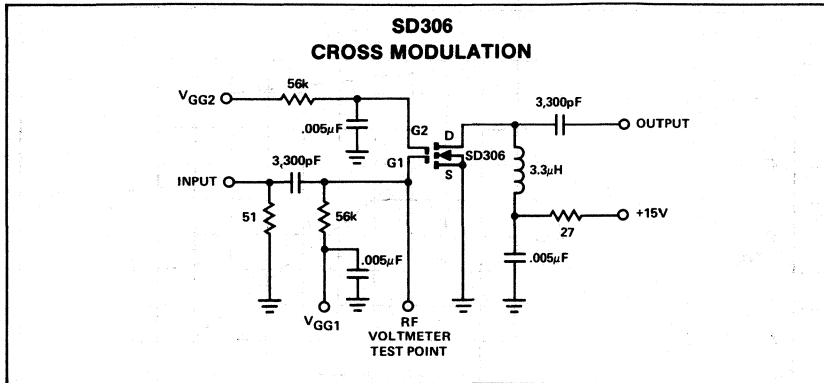 SD306
CROSS MODULATION
VGG2
56k
.005μF
G2
D
3,300pF
OUTPUT
SD306
G1
S
3.3μH
INPUT
3,300pF
51
56k
.005μF
27
+15V
.005μF
VGG1
RF
VOLTMETER
TEST POINT